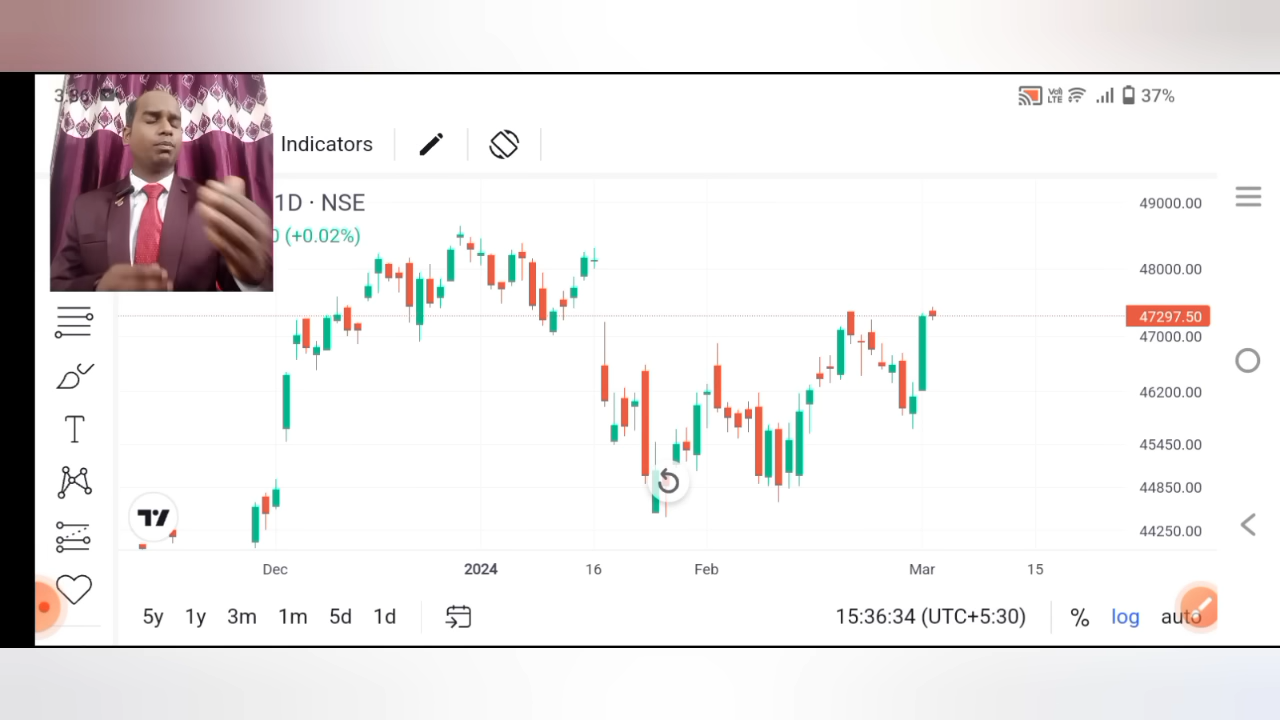 37%
Indicators
1D · NSE
0 (+0.02%)
49000.00
48000.00
47297.50
47000.00
46200.00
45450.00
44850.00
44250.00
T
Dec 2024 16 Feb Mar 15
5y 1y 3m 1m 5d 1d 15:36:34 (UTC+5:30) % log auto